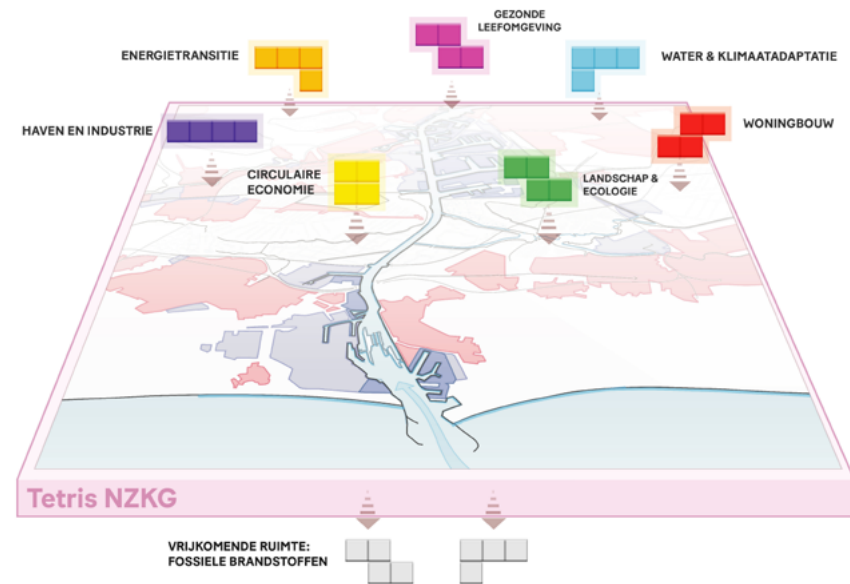 GEZONDE
LEEFOMGEVING
ENERGIETRANSITIE
WATER & KLIMAATADAPTATIE
HAVEN EN INDUSTRIE
WONINGBOUW
CIRCULAIRE
ECONOMIE
LANDSCHAP &
ECOLOGIE
Tetris NZKG
VRIJKOMENDE RUIMTE:
FOSSIELE BRANDSTOFFEN